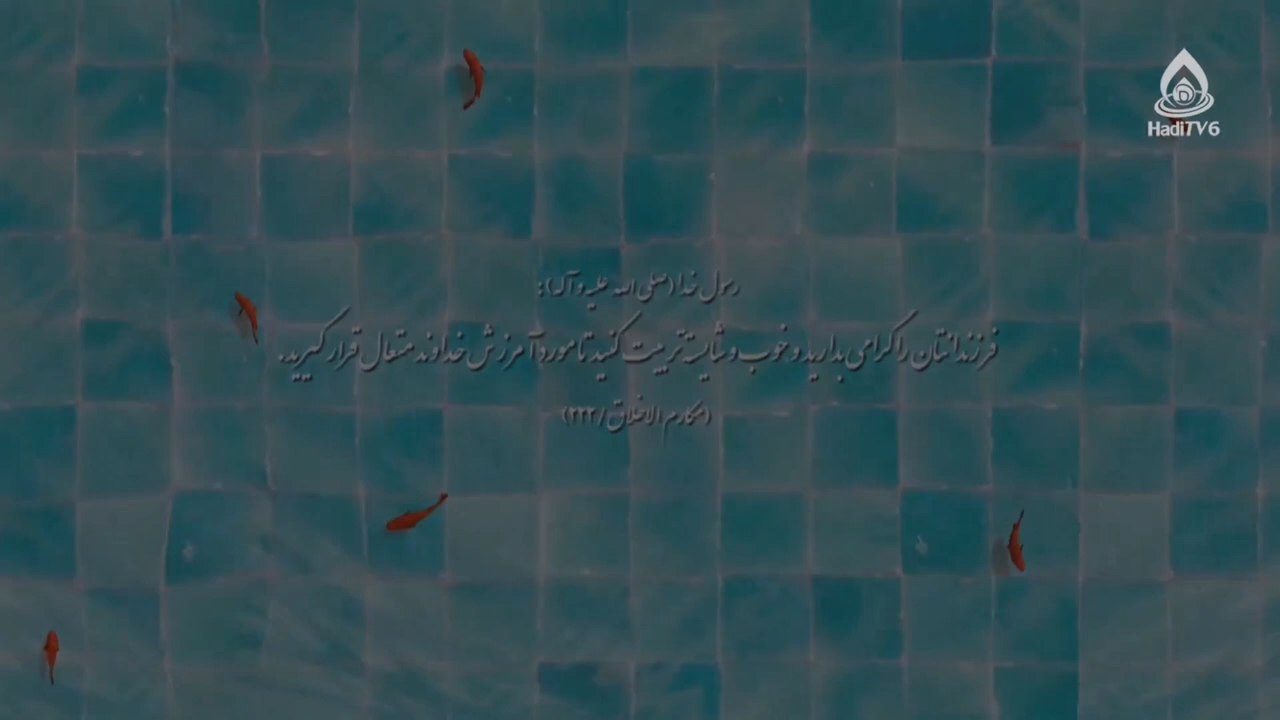 HadiTV6
رسول خدا (صلی الله علیه و آله):
فرزندانتان را گرامی بدارید و خوب و شایسته تربیت کنید تا مورد آمرزش خداوند متعال قرار گیرید.
(مکارم الاخلاق/۲۲۲)